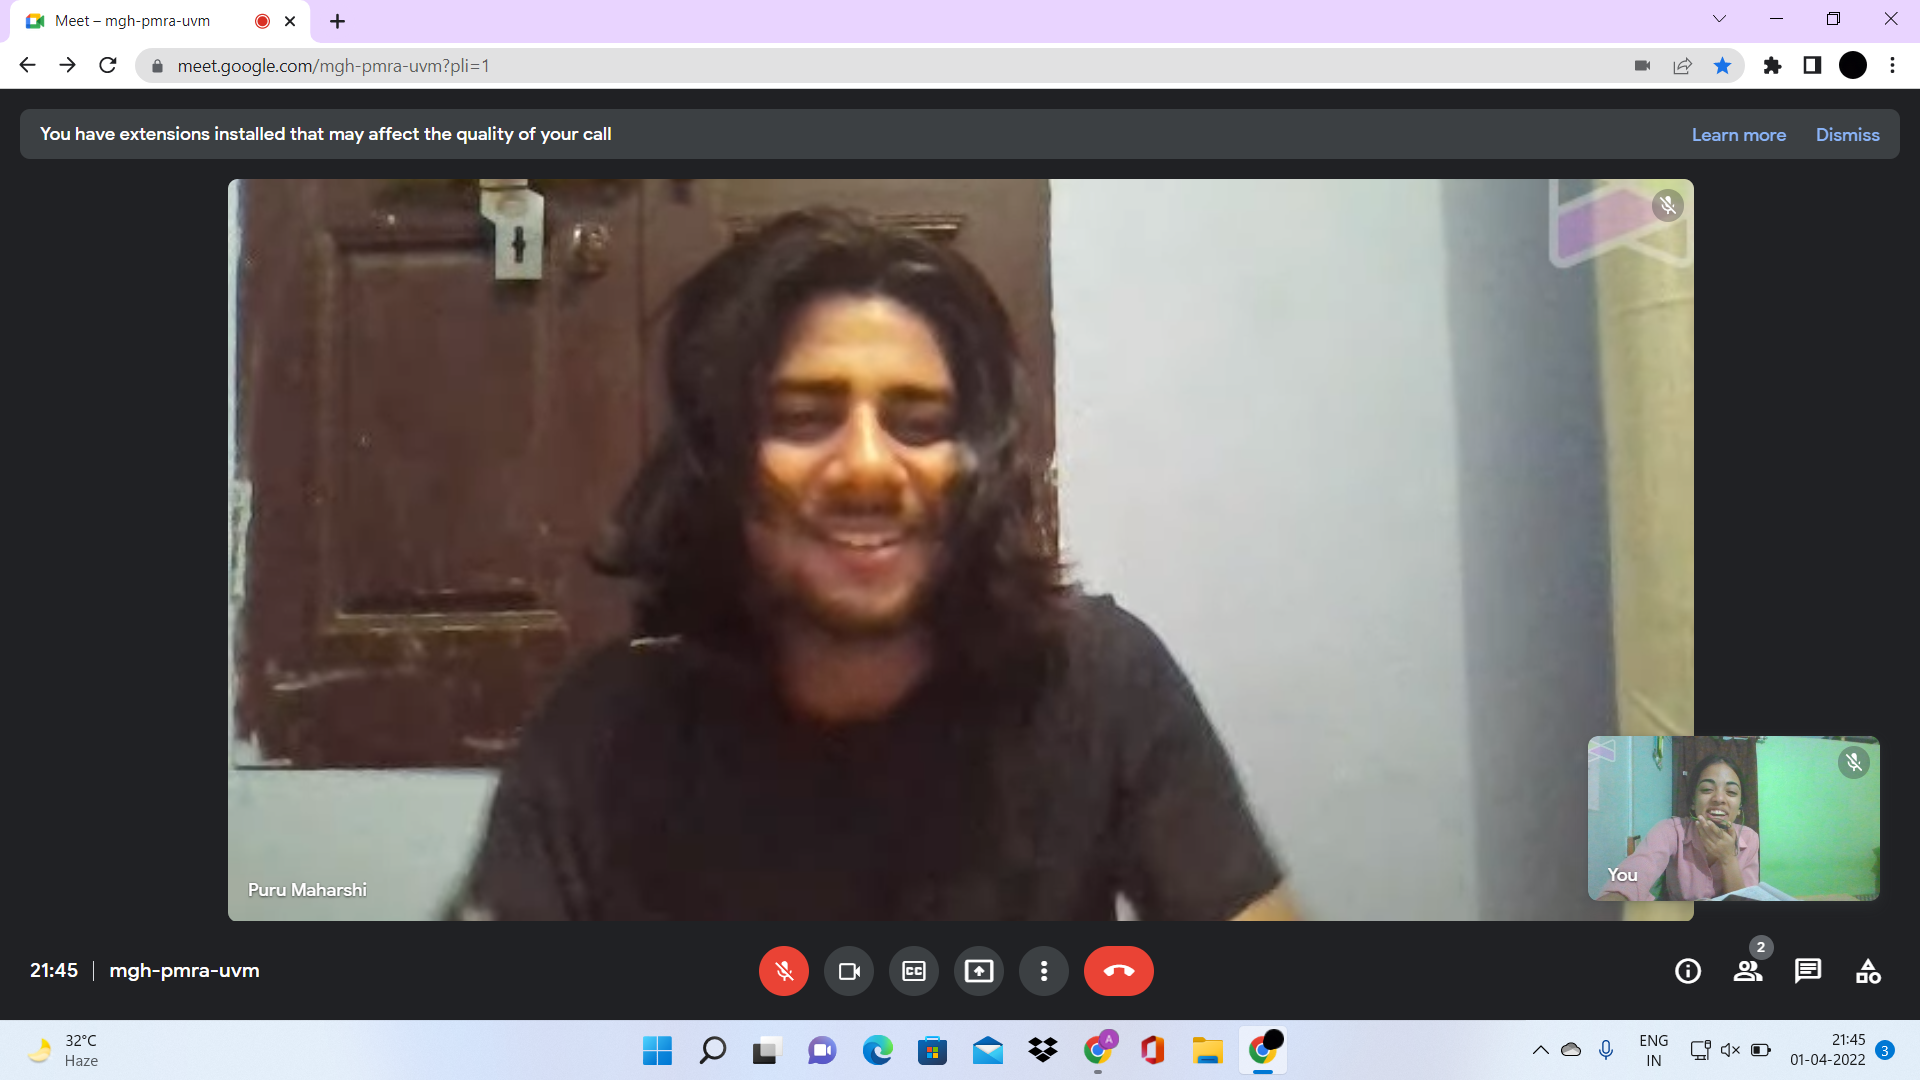 Meet – mgh-pmra-uvm
meet.google.com/mgh-pmra-uvm?pli=1
You have extensions installed that may affect the quality of your call
Learn more
Dismiss
Puru Maharshi
You
21:45 | mgh-pmra-uvm
CC
2
32°C
Haze
A
ENG
IN
21:45
01-04-2022
3